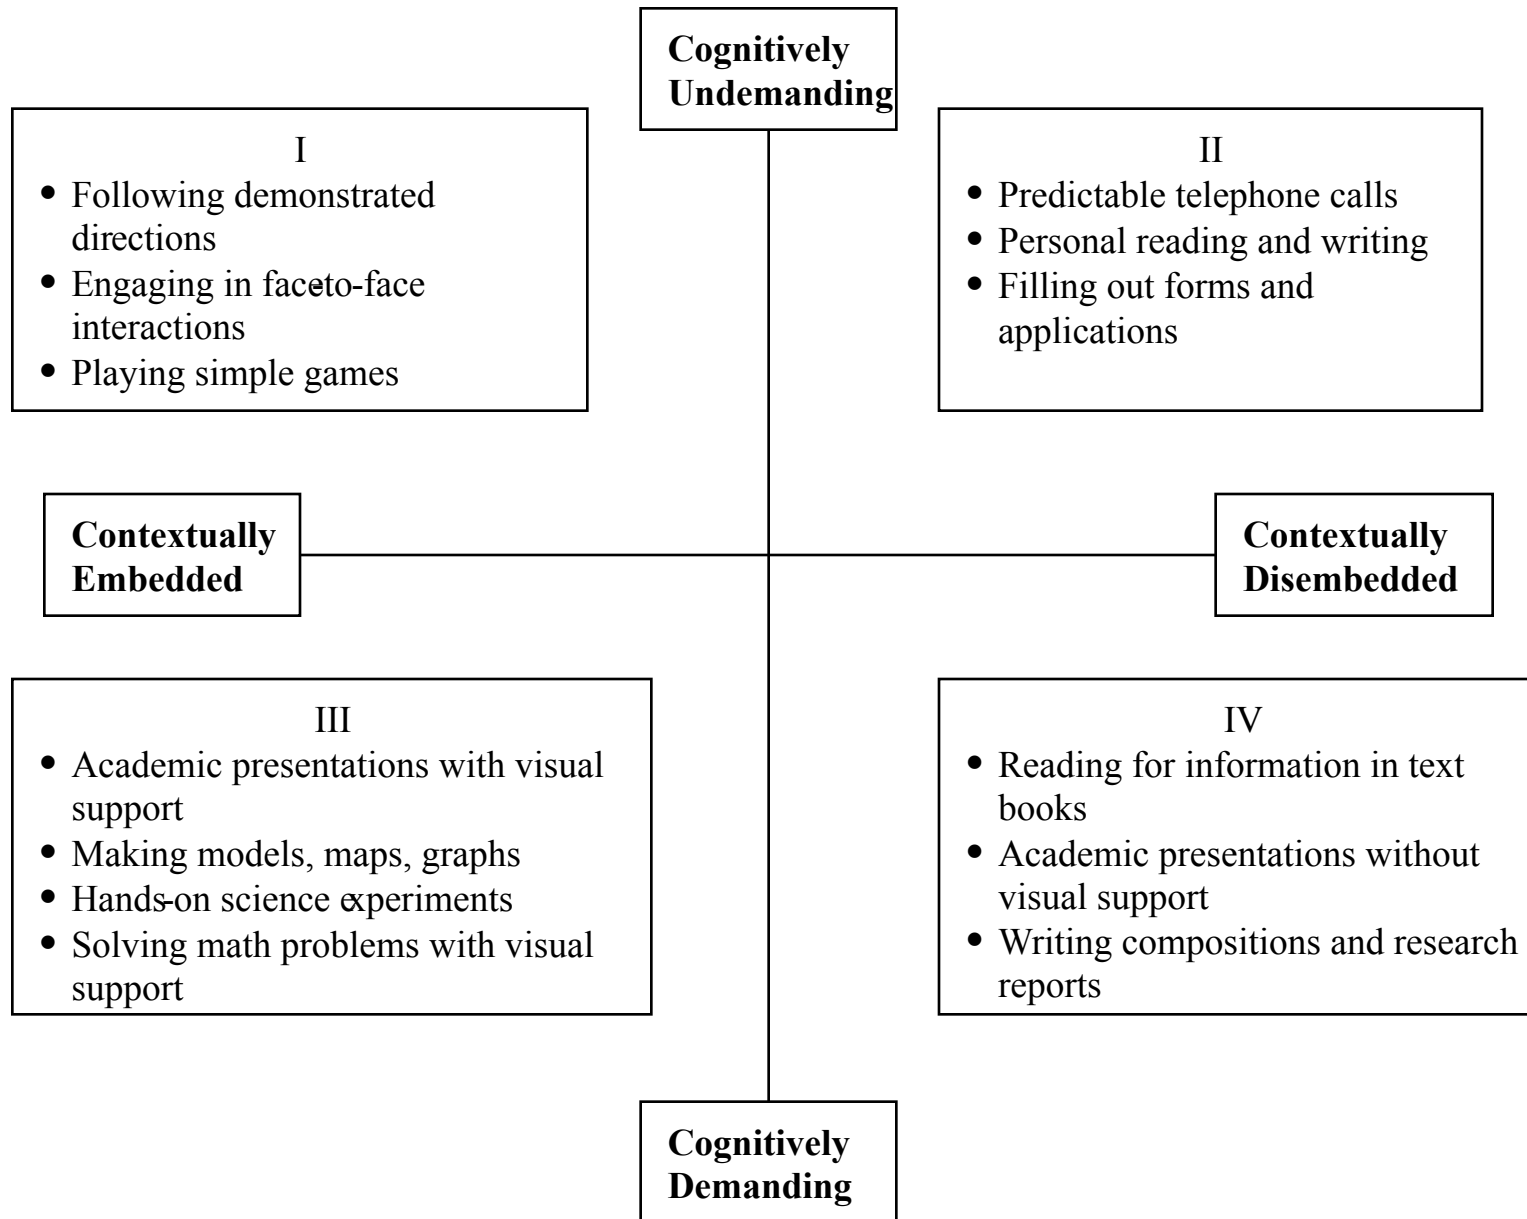 Cognitively
Undemanding
I
• Following demonstrated
directions
• Engaging in face-to-face
interactions
• Playing simple games
II
• Predictable telephone calls
• Personal reading and writing
• Filling out forms and
applications
Contextually
Embedded
Contextually
Disembedded
III
• Academic presentations with visual
support
• Making models, maps, graphs
• Hands-on science experiments
• Solving math problems with visual
support
IV
• Reading for information in text
books
• Academic presentations without
visual support
• Writing compositions and research
reports
Cognitively
Demanding